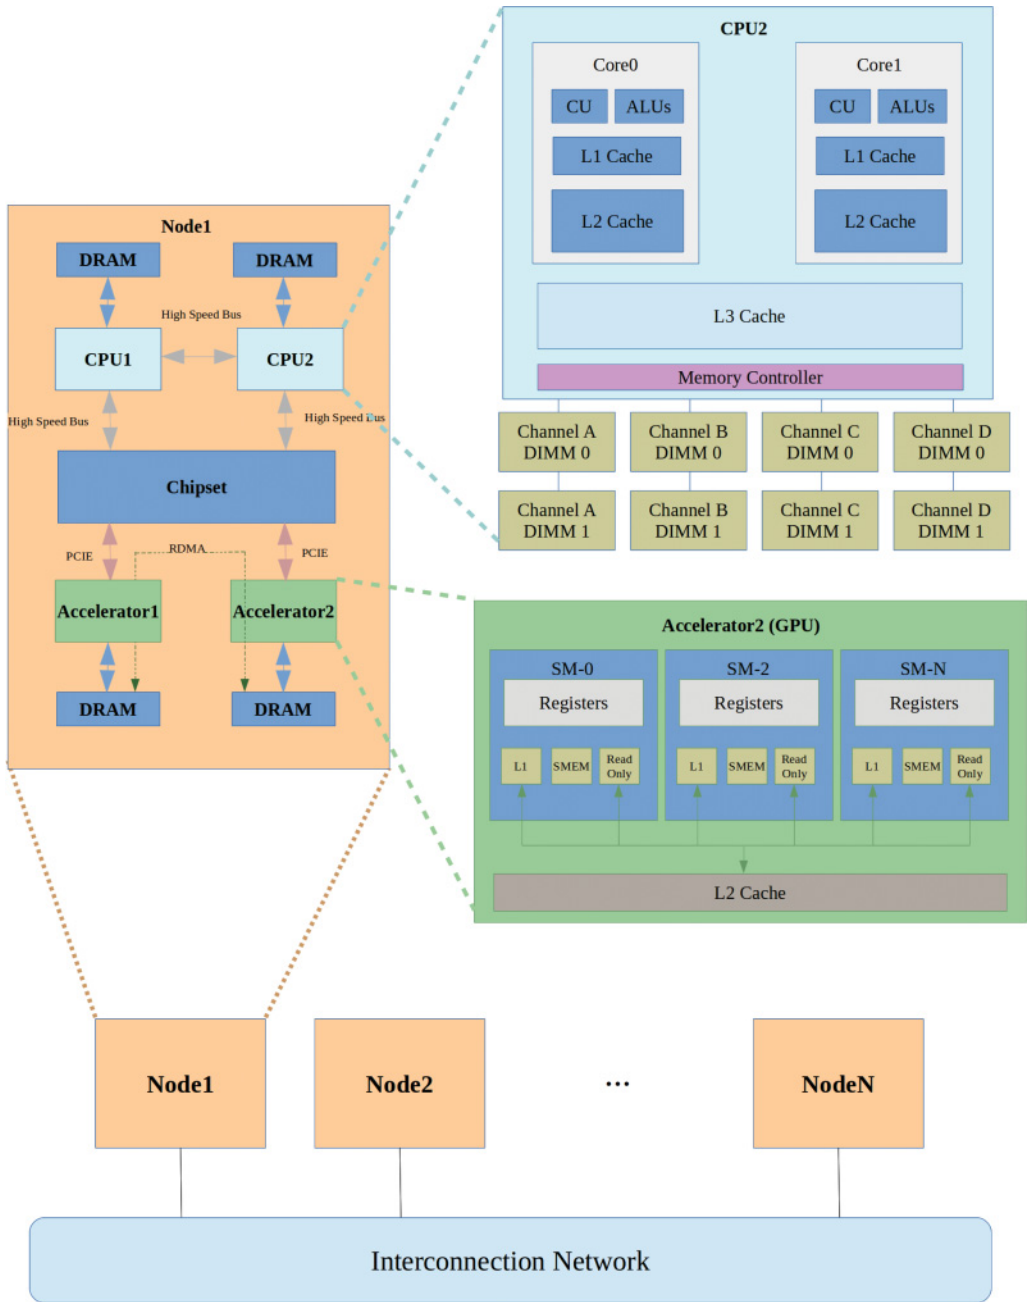 CPU2
Core0
Core1
CU
ALUs
CU
ALUs
L1 Cache
L1 Cache
L2 Cache
L2 Cache
L3 Cache
Memory Controller
Channel A
DIMM 0
Channel B
DIMM 0
Channel C
DIMM 0
Channel D
DIMM 0
Channel A
DIMM 1
Channel B
DIMM 1
Channel C
DIMM 1
Channel D
DIMM 1
Node1
DRAM
DRAM
High Speed Bus
CPU1
CPU2
High Speed Bus
High Speed Bus
Chipset
PCIE
RDMA
PCIE
Accelerator1
Accelerator2
DRAM
DRAM
Accelerator2 (GPU)
SM-0
SM-2
SM-N
Registers
Registers
Registers
L1
SMEM
Read
Only
L1
SMEM
Read
Only
L1
SMEM
Read
Only
L2 Cache
Node1
Node2
...
NodeN
Interconnection Network